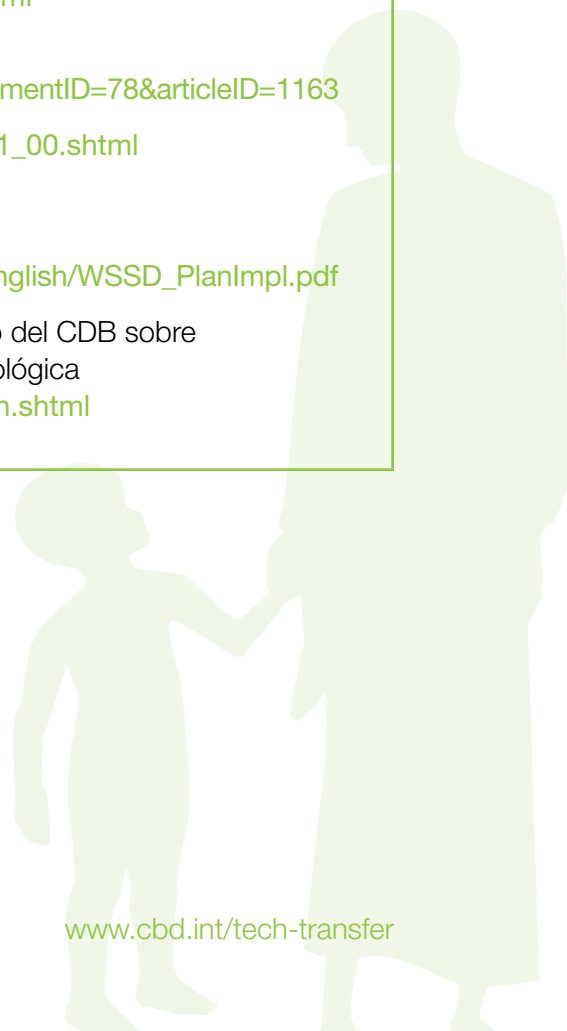 mentID=78&articleID=1163
1_00.shtml
nglish/WSSD_PlanImpl.pdf
del CDB sobre
ológica
.shtml
www.cbd.int/tech-transfer